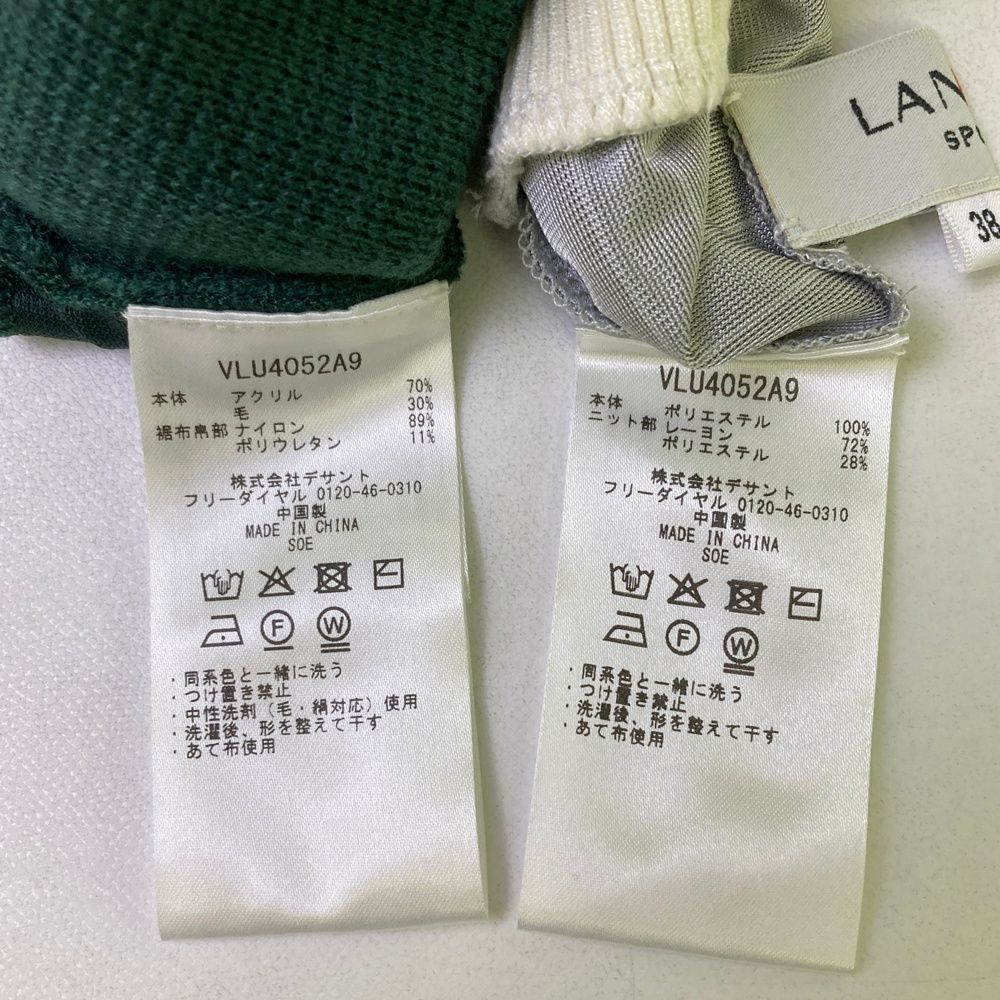 VLU4052A9
本体 アクリル 70%
毛 30%
裾布帛部 ナイロン 89%
ポリウレタン 11%
株式会社デサント
フリーダイヤル 0120-46-0310
中国製
MADE IN CHINA
SOE
F W
・同系色と一緒に洗う
・つけ置き禁止
・中性洗剤（毛・絹対応）使用
・洗濯後、形を整えて干す
・あて布使用
LAN
SPO
38
VLU4052A9
本体 ポリエステル 100%
ニット部 レーヨン 72%
ポリエステル 28%
株式会社デサント
フリーダイヤル 0120-46-0310
中国製
MADE IN CHINA
SOE
F W
・同系色と一緒に洗う
・つけ置き禁止
・洗濯後、形を整えて干す
・あて布使用